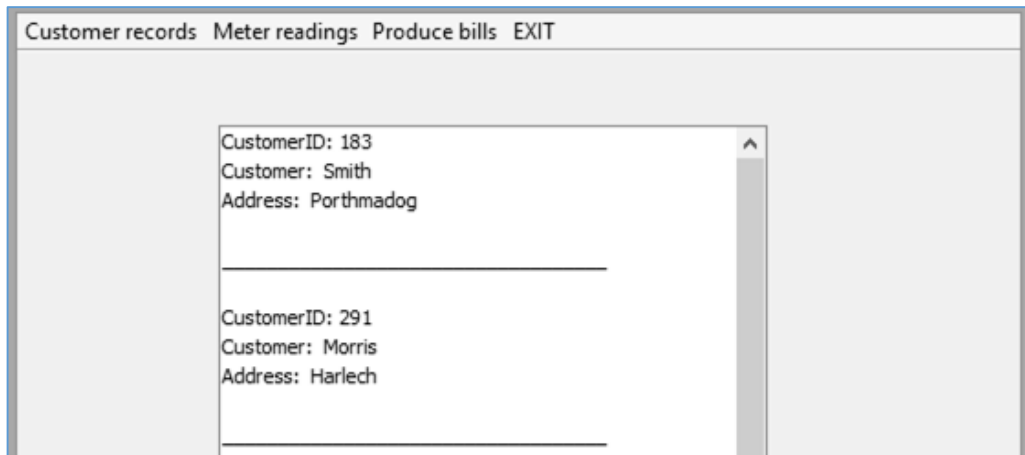 Customer records Meter readings Produce bills EXIT
CustomerID: 183
Customer: Smith
Address: Porthmadog
CustomerID: 291
Customer: Morris
Address: Harlech